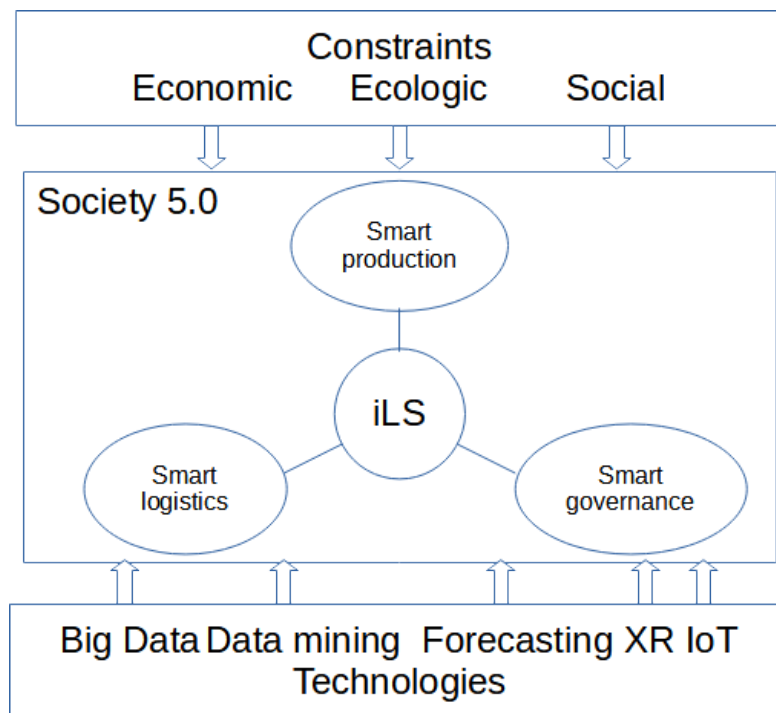 Constraints
Economic Ecologic Social
Society 5.0
Smart
production
iLS
Smart
logistics
Smart
governance
Big Data Data mining Forecasting XR IoT
Technologies